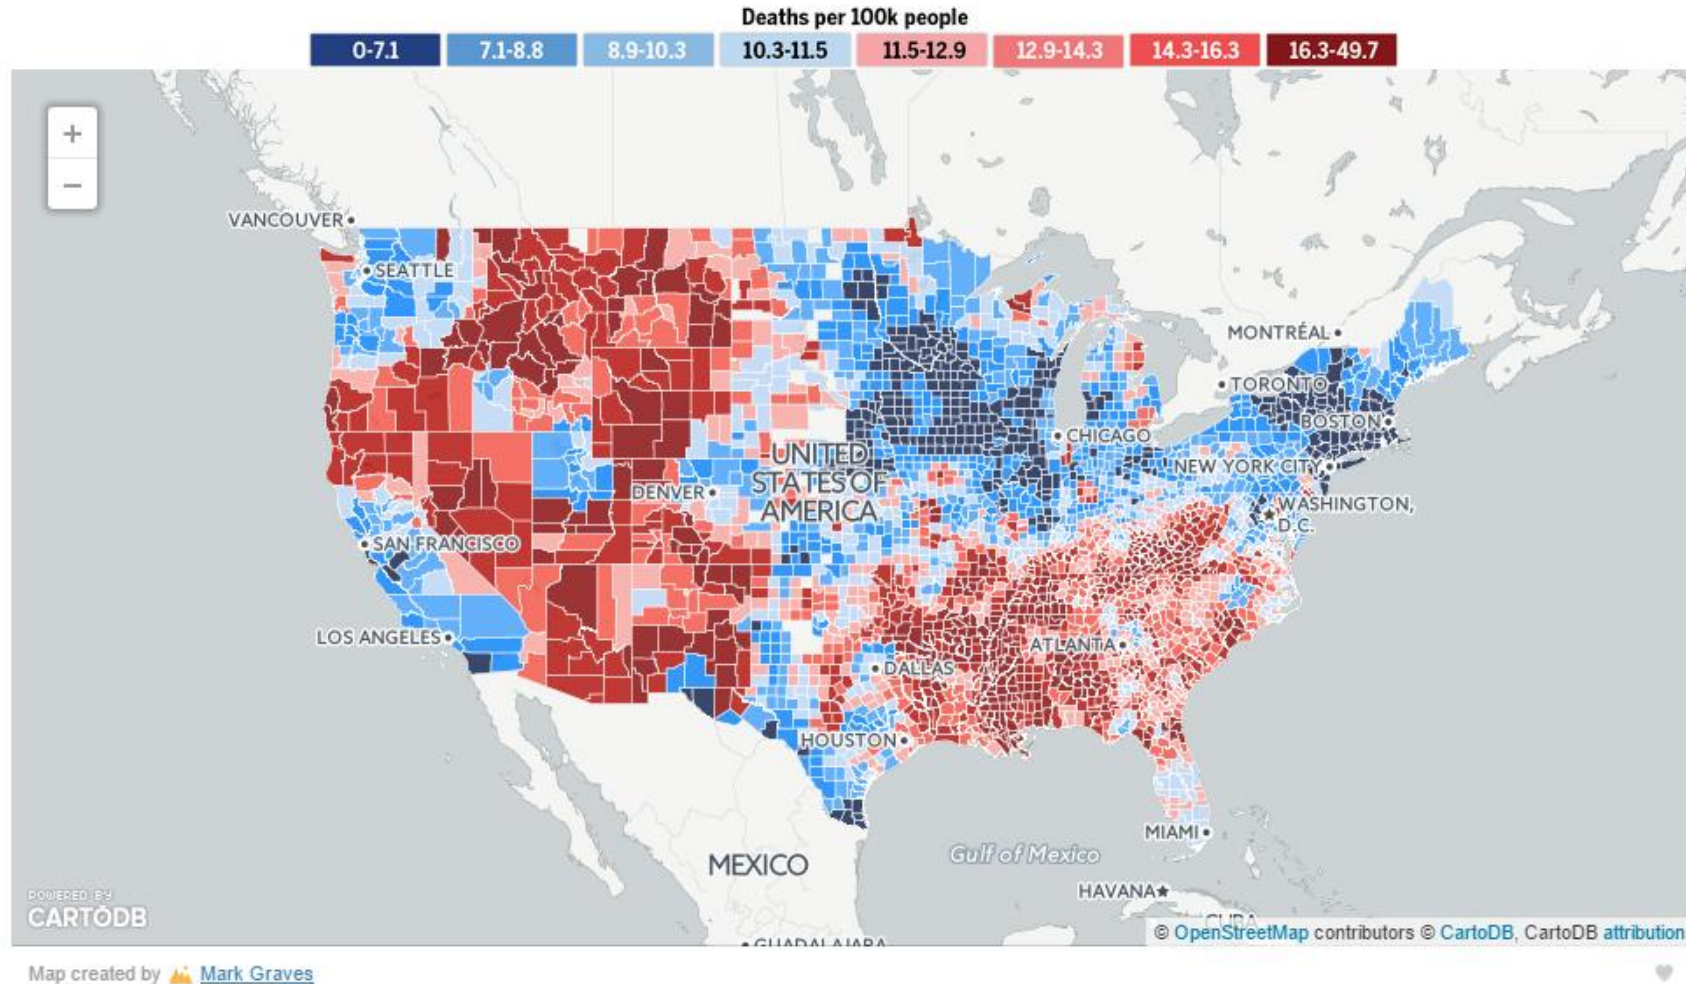 Deaths per 100k people
0-7.1 7.1-8.8 8.9-10.3 10.3-11.5 11.5-12.9 12.9-14.3 14.3-16.3 16.3-49.7
+
−
VANCOUVER
SEATTLE
MONTRÉAL
TORONTO
BOSTON
CHICAGO
UNITED
STATES OF
AMERICA
NEW YORK CITY
DENVER
WASHINGTON,
D.C.
SAN FRANCISCO
LOS ANGELES
ATLANTA
DALLAS
HOUSTON
MIAMI
Gulf of Mexico
MEXICO
HAVANA
CUBA
GUADALAJARA
POWERED BY
CARTODB
© OpenStreetMap contributors © CartoDB, CartoDB attribution
Map created by Mark Graves